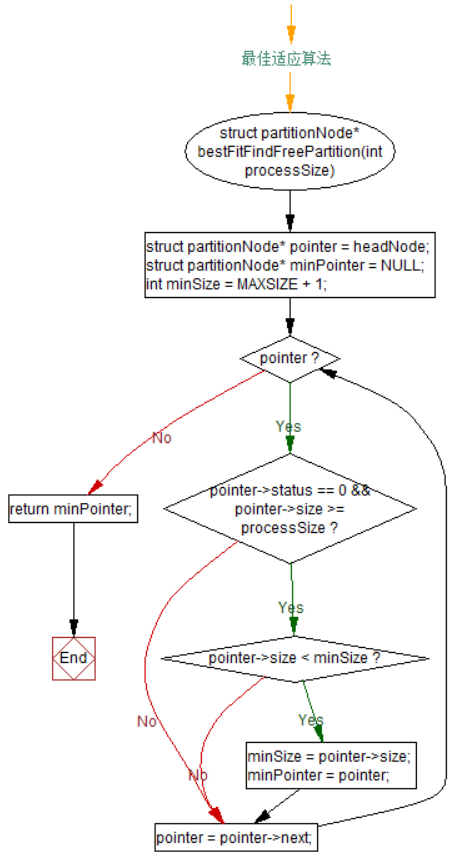 最佳适应算法
struct partitionNode*
bestFitFindFreePartition(int
processSize)
struct partitionNode* pointer = headNode;
struct partitionNode* minPointer = NULL;
int minSize = MAXSIZE + 1;
pointer ?
No
Yes
return minPointer;
pointer->status == 0 &&
pointer->size >=
processSize ?
Yes
End
pointer->size < minSize ?
No
Yes
No
minSize = pointer->size;
minPointer = pointer;
pointer = pointer->next;